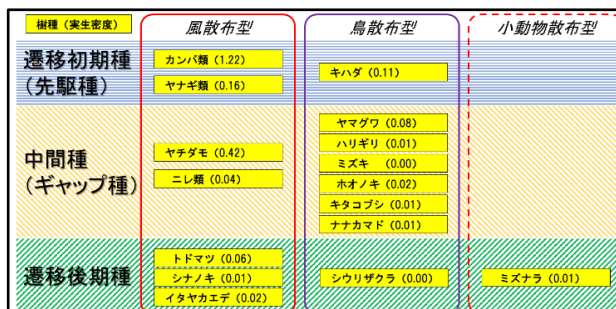 樹種(実生密度)
風散布型
鳥散布型
小動物散布型
遷移初期種
(先駆種)
カンバ類(1.22)
ヤナギ類(0.16)
キハダ(0.11)
中間種
(ギャップ種)
ヤチダモ(0.42)
ニレ類(0.04)
ヤマグワ(0.08)
ハリギリ(0.01)
ミズキ (0.00)
ホオノキ(0.02)
キタコブシ(0.01)
ナナカマド(0.01)
遷移後期種
トドマツ(0.06)
シナノキ(0.01)
イタヤカエデ(0.02)
シウリザクラ(0.00)
ミズナラ(0.01)